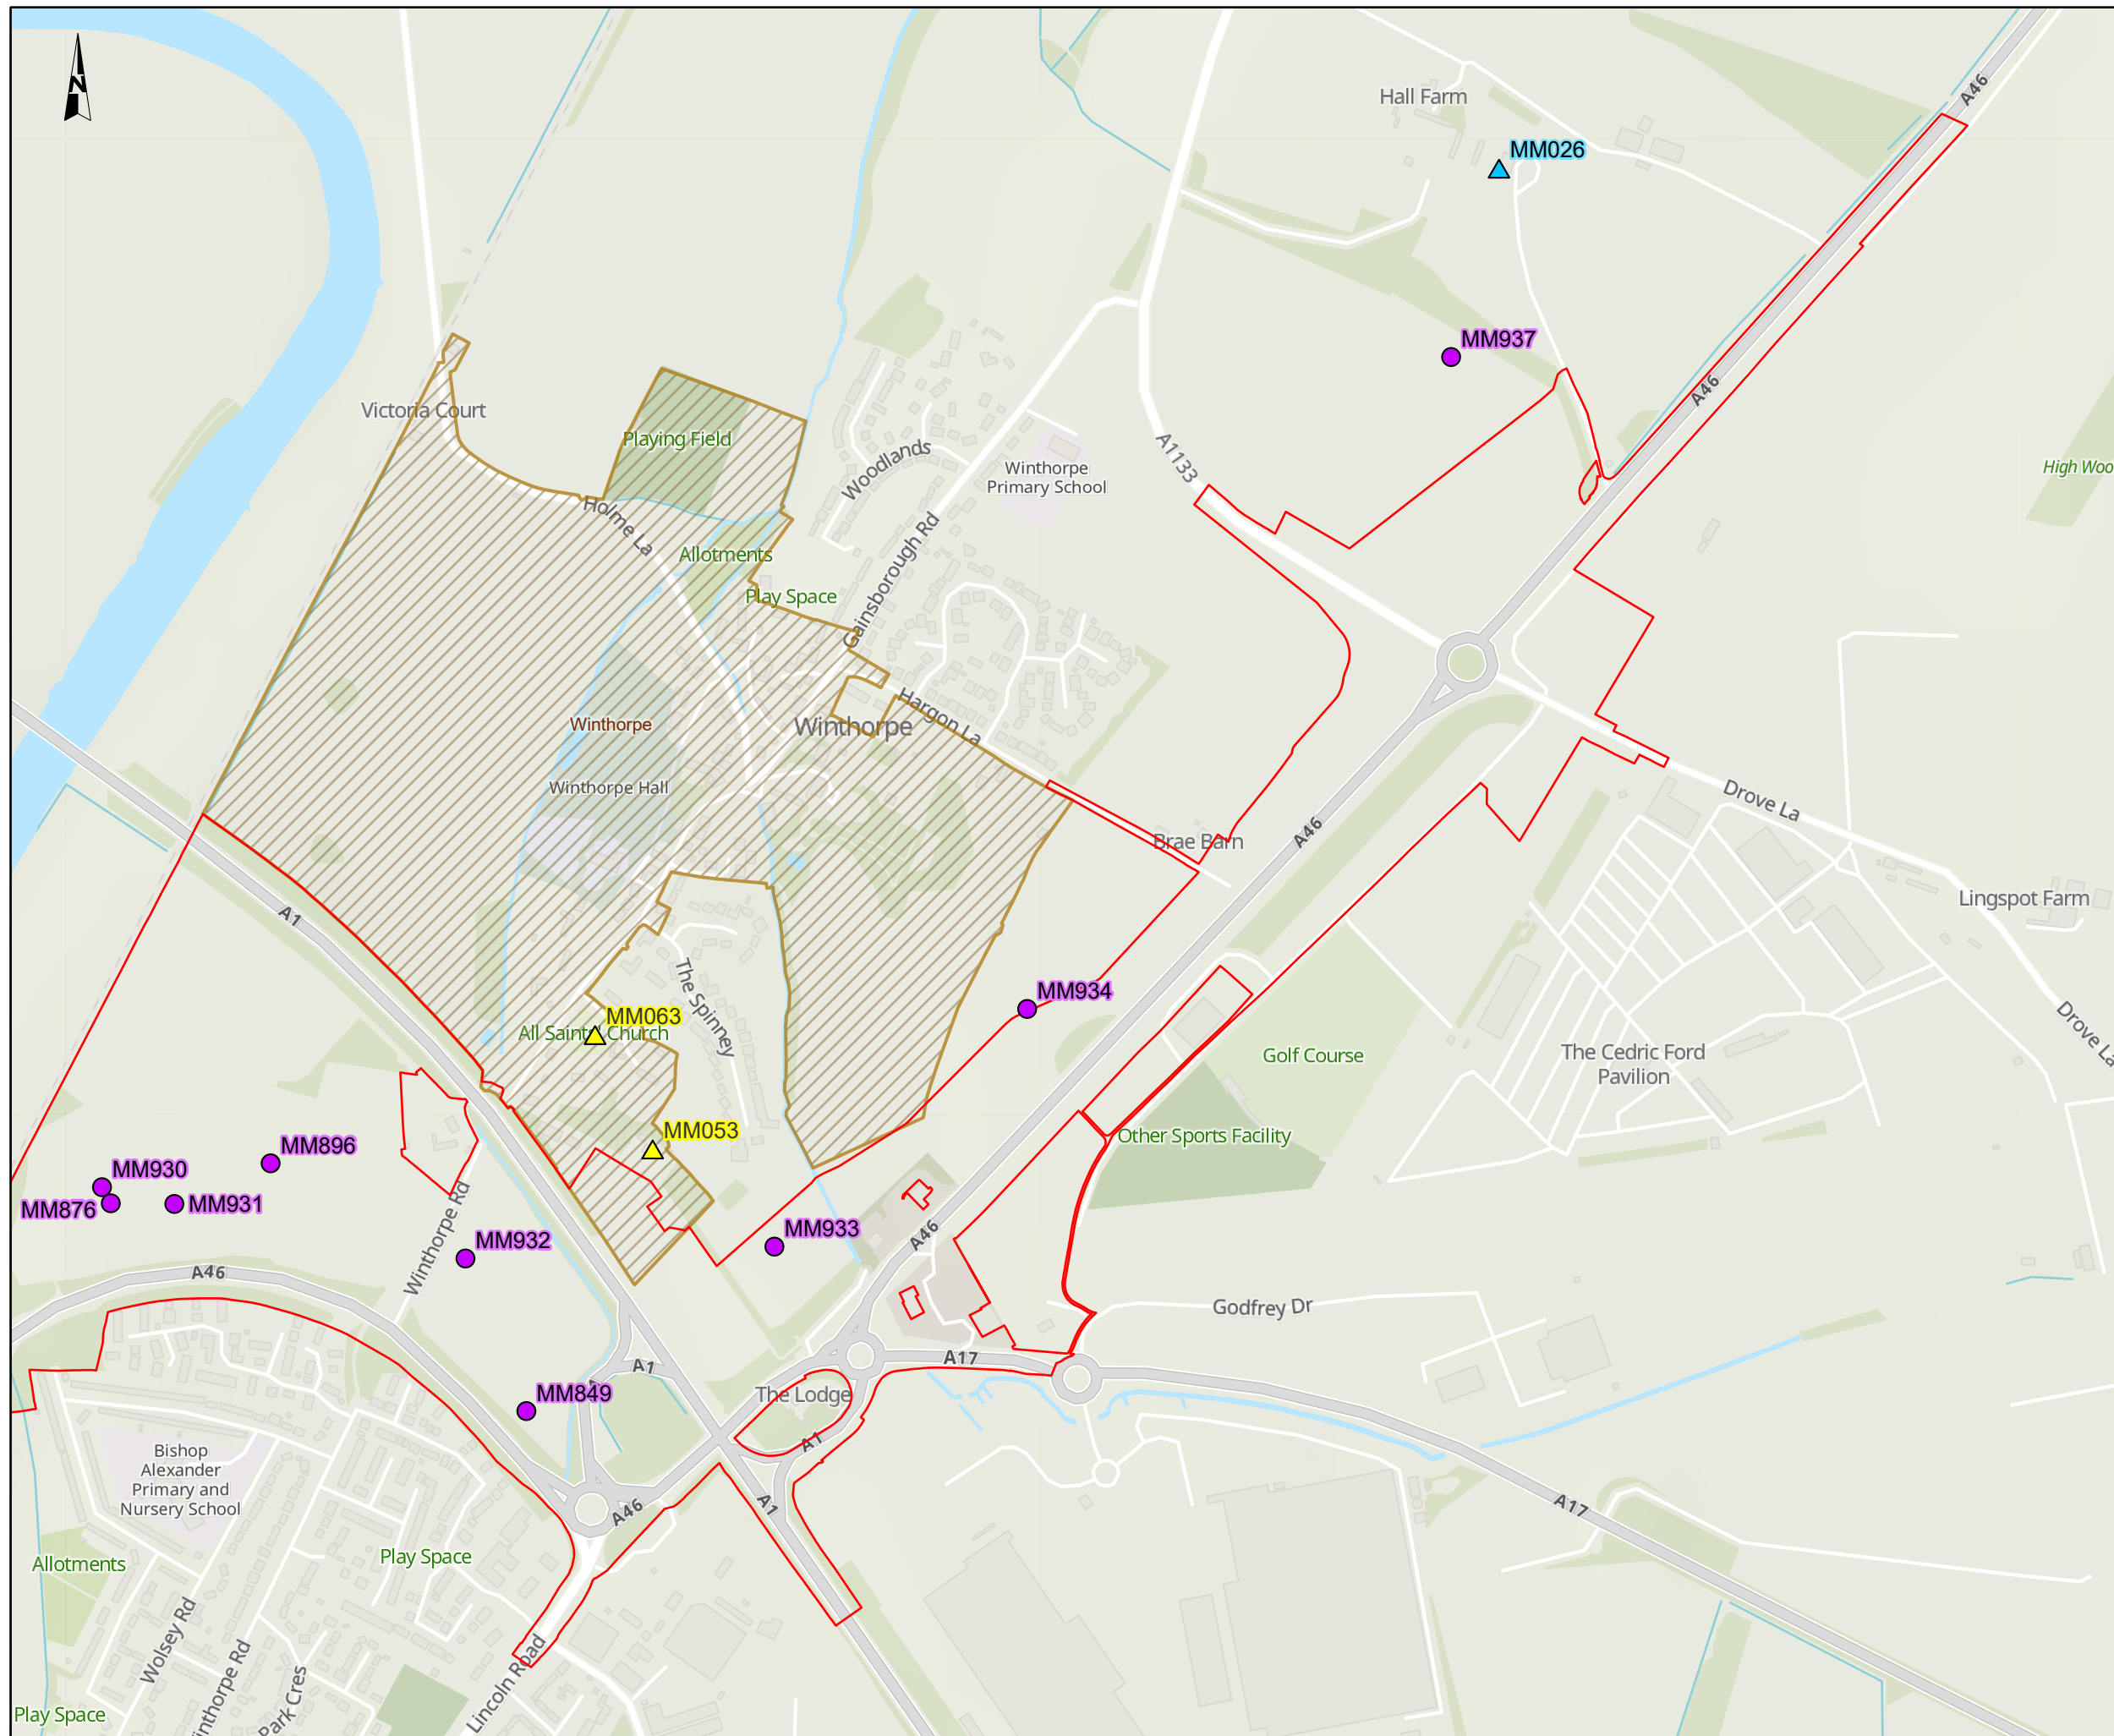 N
A46
Hall Farm
MM026
MM937
A46
Victoria Court
Playing Field
Woodlands
Winthorpe
Primary School
A1133
High Woo
Holme La
Allotments
Play Space
Gainsborough Rd
Hargon La
Winthorpe
Winthorpe
Winthorpe Hall
Drove La
Brae Barn
A46
Lingspot Farm
A1
The Spinney
MM934
MM063
All Saints Church
Golf Course
The Cedric Ford
Pavilion
Drove La
MM053
Other Sports Facility
MM896
MM930
MM876
MM931
MM932
MM933
Winthorpe Rd
A46
A46
Godfrey Dr
A1
A17
MM849
The Lodge
A1
Bishop
Alexander
Primary and
Nursery School
A46
A1
A17
Allotments
Play Space
Wolsey Rd
inthorpe Rd
Park Cres
Lincoln Road
Play Space